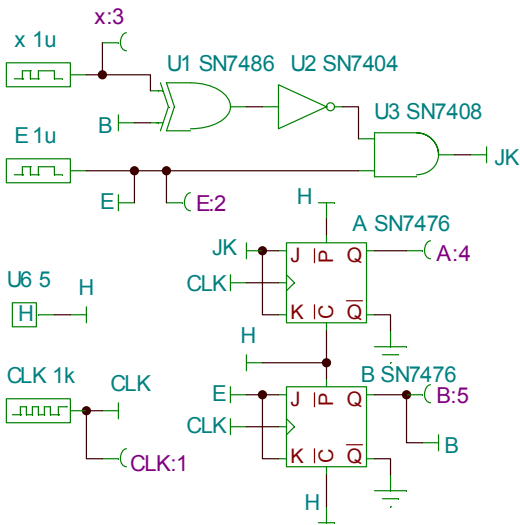 x:3
x 1u
U1 SN7486
U2 SN7404
U3 SN7408
B
E 1u
JK
E
E:2
H
A SN7476
JK
J P Q
A:4
CLK
U6 5
H
H
K C Q
H
CLK 1k
CLK
B SN7476
E
J P Q
B:5
CLK
B
K C Q
CLK:1
H